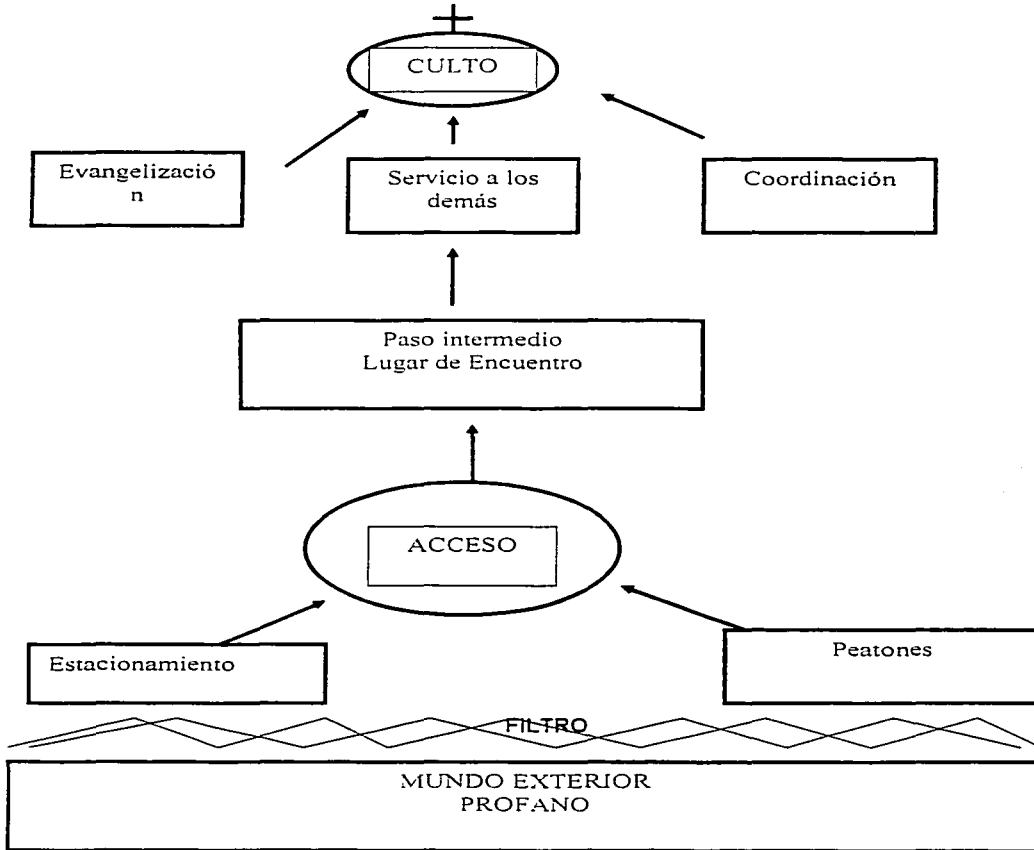 CULTO
Evangelizació
n
Servicio a los
demás
Coordinación
Paso intermedio
Lugar de Encuentro
ACCESO
Estacionamiento
Peatones
FILTRO
MUNDO EXTERIOR
PROFANO